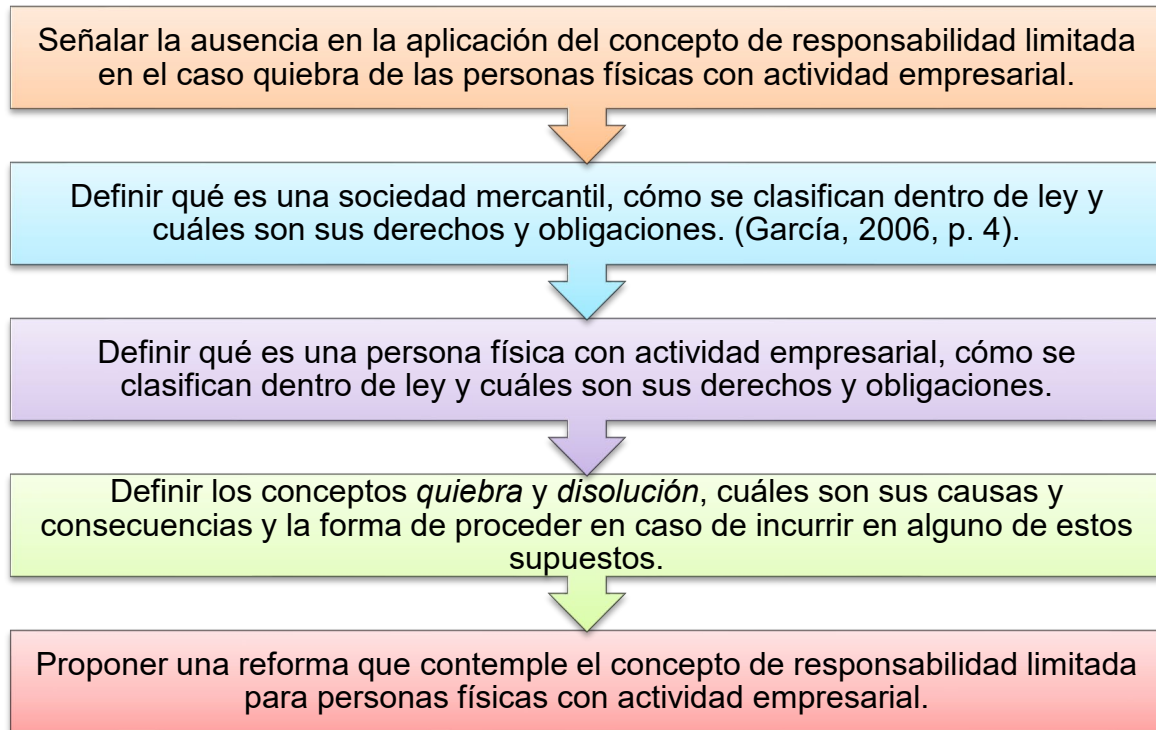 Señalar la ausencia en la aplicación del concepto de responsabilidad limitada
en el caso quiebra de las personas físicas con actividad empresarial.
Definir qué es una sociedad mercantil, cómo se clasifican dentro de ley y
cuáles son sus derechos y obligaciones. (García, 2006, p. 4).
Definir qué es una persona física con actividad empresarial, cómo se
clasifican dentro de ley y cuáles son sus derechos y obligaciones.
Definir los conceptos quiebra y disolución, cuáles son sus causas y
consecuencias y la forma de proceder en caso de incurrir en alguno de estos
supuestos.
Proponer una reforma que contemple el concepto de responsabilidad limitada
para personas físicas con actividad empresarial.